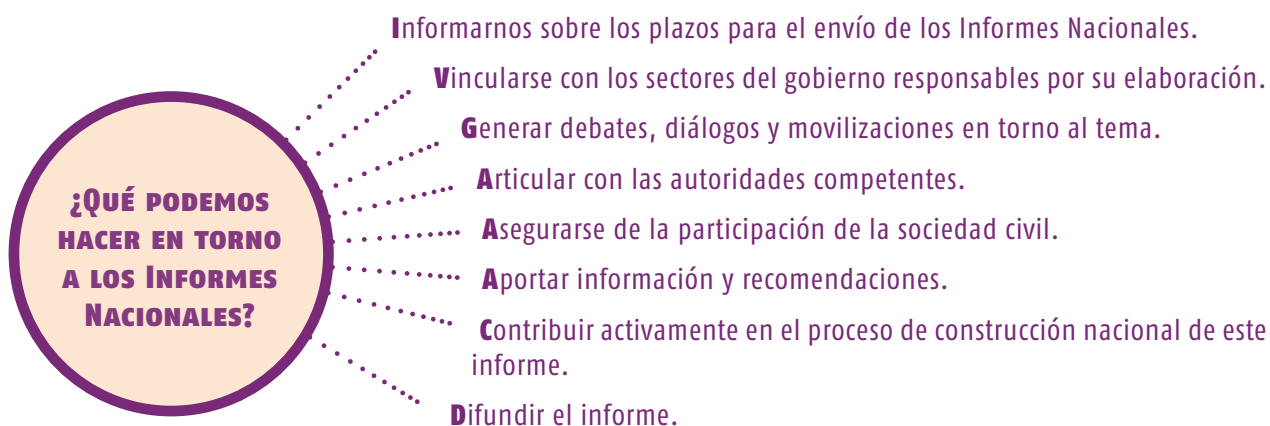 ¿Qué podemos
hacer en torno
a los Informes
Nacionales?
Informarnos sobre los plazos para el envío de los Informes Nacionales.
Vincularse con los sectores del gobierno responsables por su elaboración.
Generar debates, diálogos y movilizaciones en torno al tema.
Articular con las autoridades competentes.
Asegurarse de la participación de la sociedad civil.
Aportar información y recomendaciones.
Contribuir activamente en el proceso de construcción nacional de este
informe.
Difundir el informe.